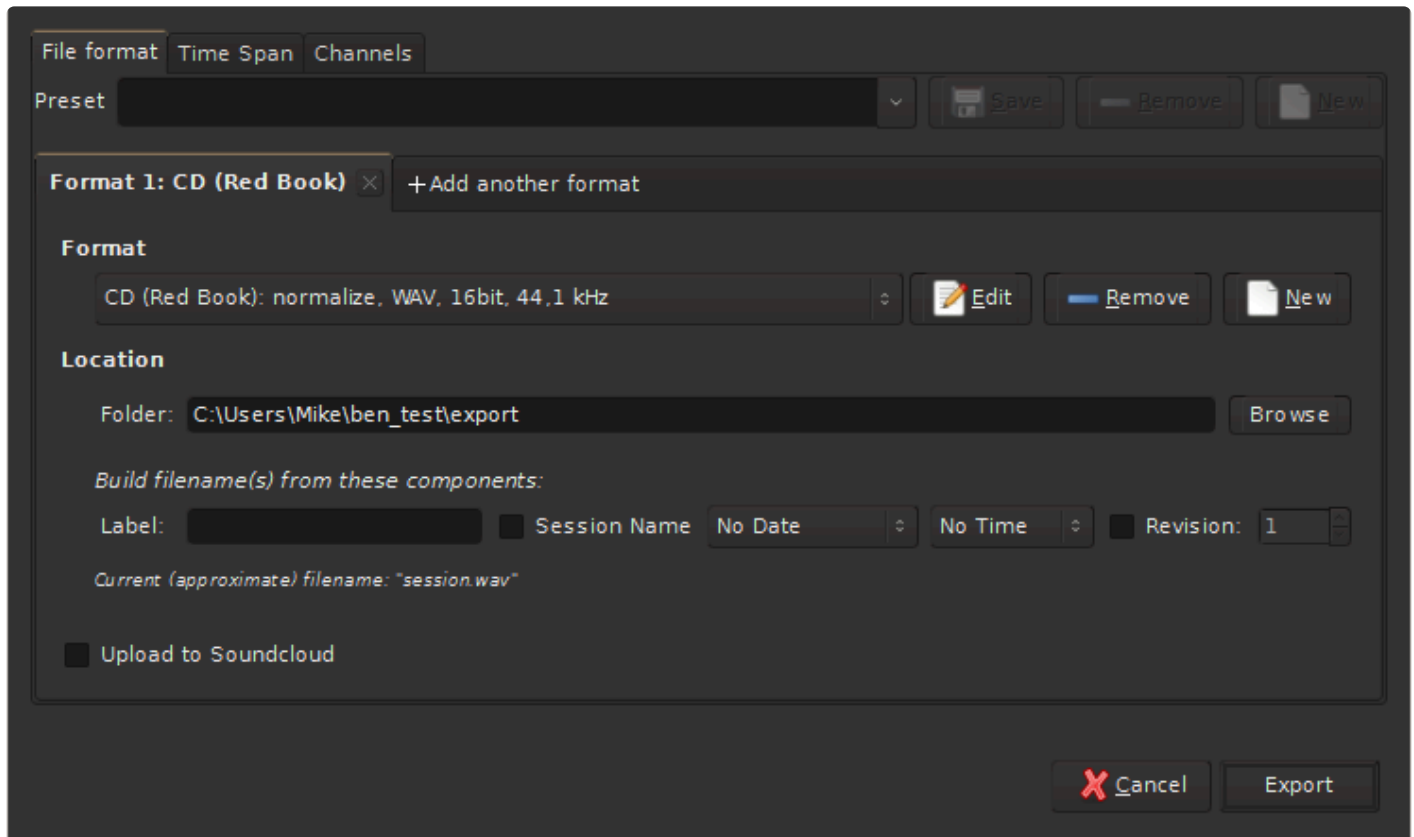 File format Time Span Channels
Preset Save Remove New
Format 1: CD (Red Book) +Add another format
Format
CD (Red Book): normalize, WAV, 16bit, 44,1 kHz Edit Remove New
Location
Folder: C:\Users\Mike\ben_test\export Browse
Build filename(s) from these components:
Label: Session Name No Date No Time Revision: 1
Current (approximate) filename: "session.wav"
Upload to Soundcloud
Cancel Export